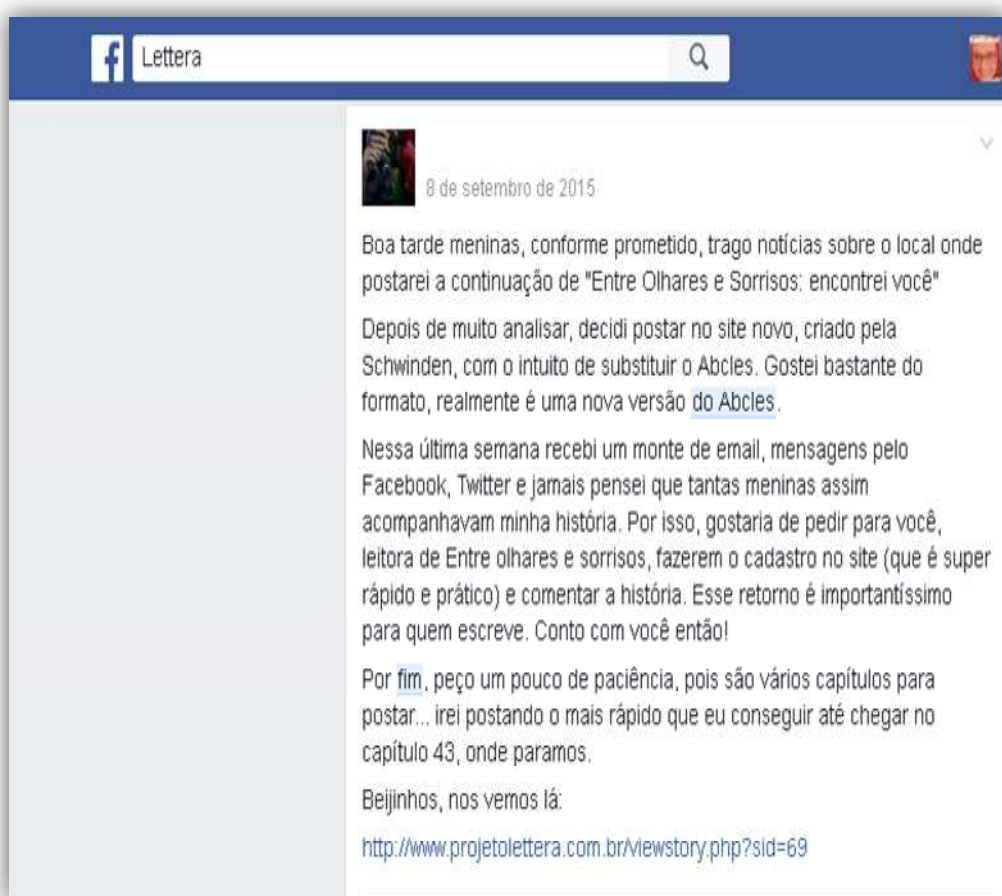 f Lettera
8 de setembro de 2015
Boa tarde meninas, conforme prometido, trago notícias sobre o local onde
postarei a continuação de "Entre Olhares e Sorrisos: encontrei você"
Depois de muito analisar, decidi postar no site novo, criado pela
Schwinden, com o intuito de substituir o Abcles. Gostei bastante do
formato, realmente é uma nova versão do Abcles.
Nessa última semana recebi um monte de email, mensagens pelo
Facebook, Twitter e jamais pensei que tantas meninas assim
acompanhavam minha história. Por isso, gostaria de pedir para você,
leitora de Entre olhares e sorrisos, fazerem o cadastro no site (que é super
rápido e prático) e comentar a história. Esse retorno é importantíssimo
para quem escreve. Conto com você então!
Por fim, peço um pouco de paciência, pois são vários capítulos para
postar... irei postando o mais rápido que eu conseguir até chegar no
capítulo 43, onde paramos.
Beijinhos, nos vemos lá:
http://www.projetolettera.com.br/viewstory.php?sid=69